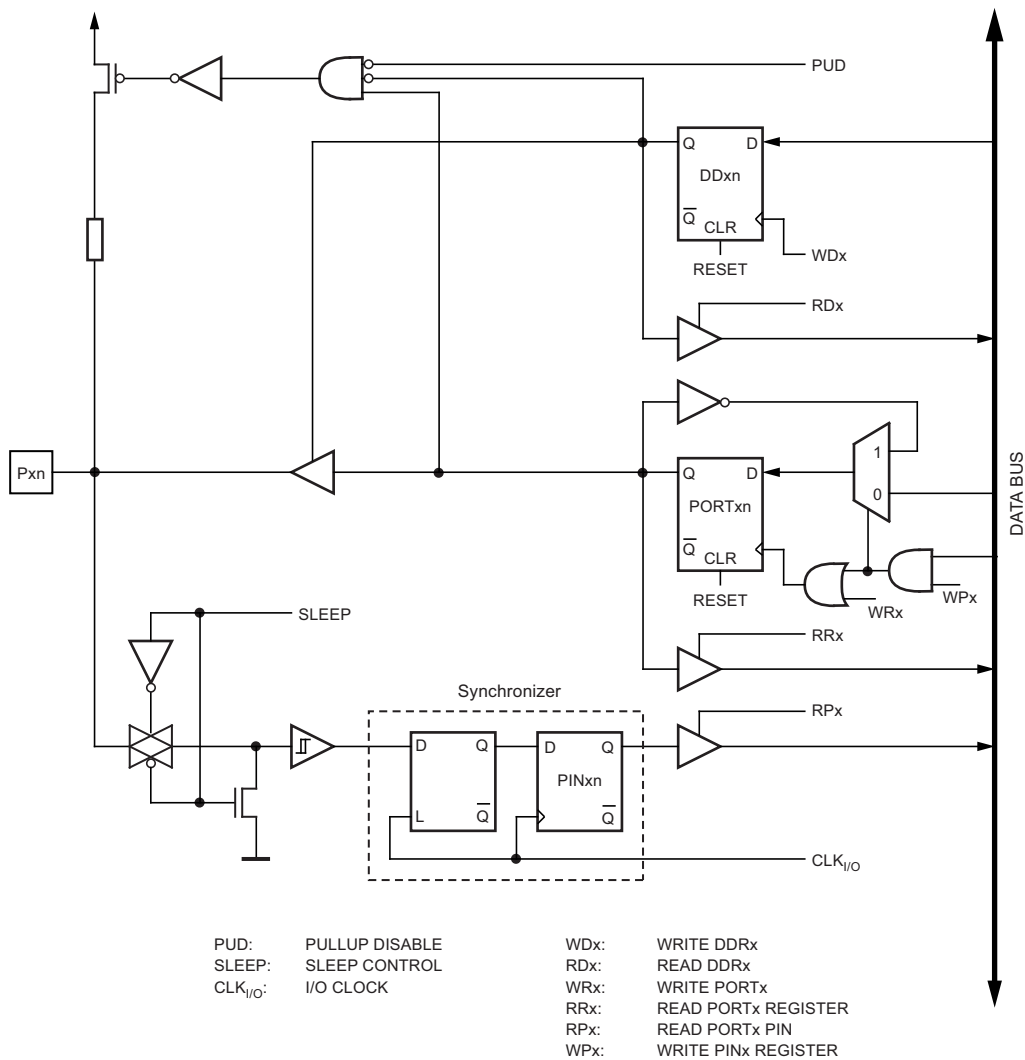 PUD
Q D
DDxn
Q
CLR
RESET
WDx
RDx
1
0
Pxn
Q D
PORTxn
Q
CLR
RESET
WRx
WPx
DATA BUS
SLEEP
RRx
Synchronizer
RPx
D Q
L Q
D Q
PINxn
Q
CLK I/O
PUD: PULLUP DISABLE
SLEEP: SLEEP CONTROL
CLK I/O: I/O CLOCK
WDx: WRITE DDRx
RDx: READ DDRx
WRx: WRITE PORTx
RRx: READ PORTx REGISTER
RPx: READ PORTx PIN
WPx: WRITE PINx REGISTER